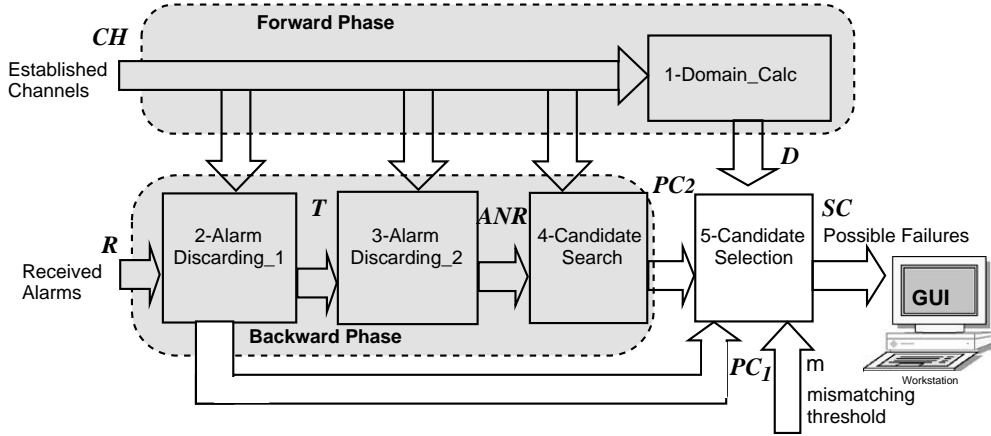 Forward Phase
CH
Established
Channels
1-Domain_Calc
D
PC2
SC
T
ANR
R
2-Alarm
Discarding_1
3-Alarm
Discarding_2
4-Candidate
Search
5-Candidate
Selection
Possible Failures
Received
Alarms
GUI
Backward Phase
PC1
m
mismatching
threshold
Workstation